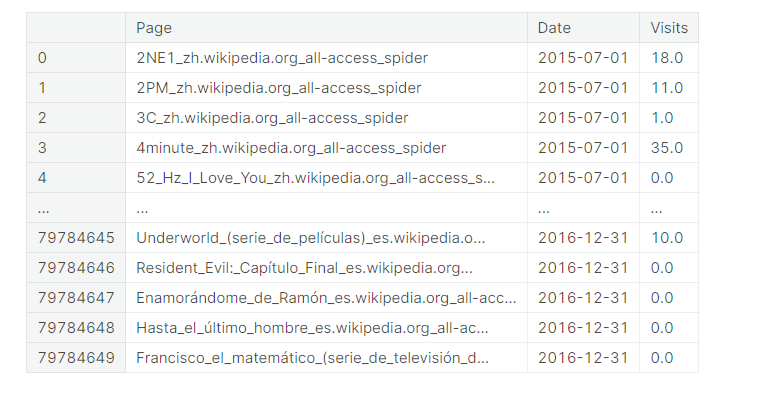 Page Date Visits
0 2NE1_zh.wikipedia.org_all-access_spider 2015-07-01 18.0
1 2PM_zh.wikipedia.org_all-access_spider 2015-07-01 11.0
2 3C_zh.wikipedia.org_all-access_spider 2015-07-01 1.0
3 4minute_zh.wikipedia.org_all-access_spider 2015-07-01 35.0
4 52_Hz_I_Love_You_zh.wikipedia.org_all-access_s... 2015-07-01 0.0
... ... ... ...
79784645 Underworld_(serie_de_películas)_es.wikipedia.o... 2016-12-31 10.0
79784646 Resident_Evil:_Capítulo_Final_es.wikipedia.org... 2016-12-31 0.0
79784647 Enamorándome_de_Ramón_es.wikipedia.org_all-acc... 2016-12-31 0.0
79784648 Hasta_el_último_hombre_es.wikipedia.org_all-ac... 2016-12-31 0.0
79784649 Francisco_el_matemático_(serie_de_televisión_d... 2016-12-31 0.0